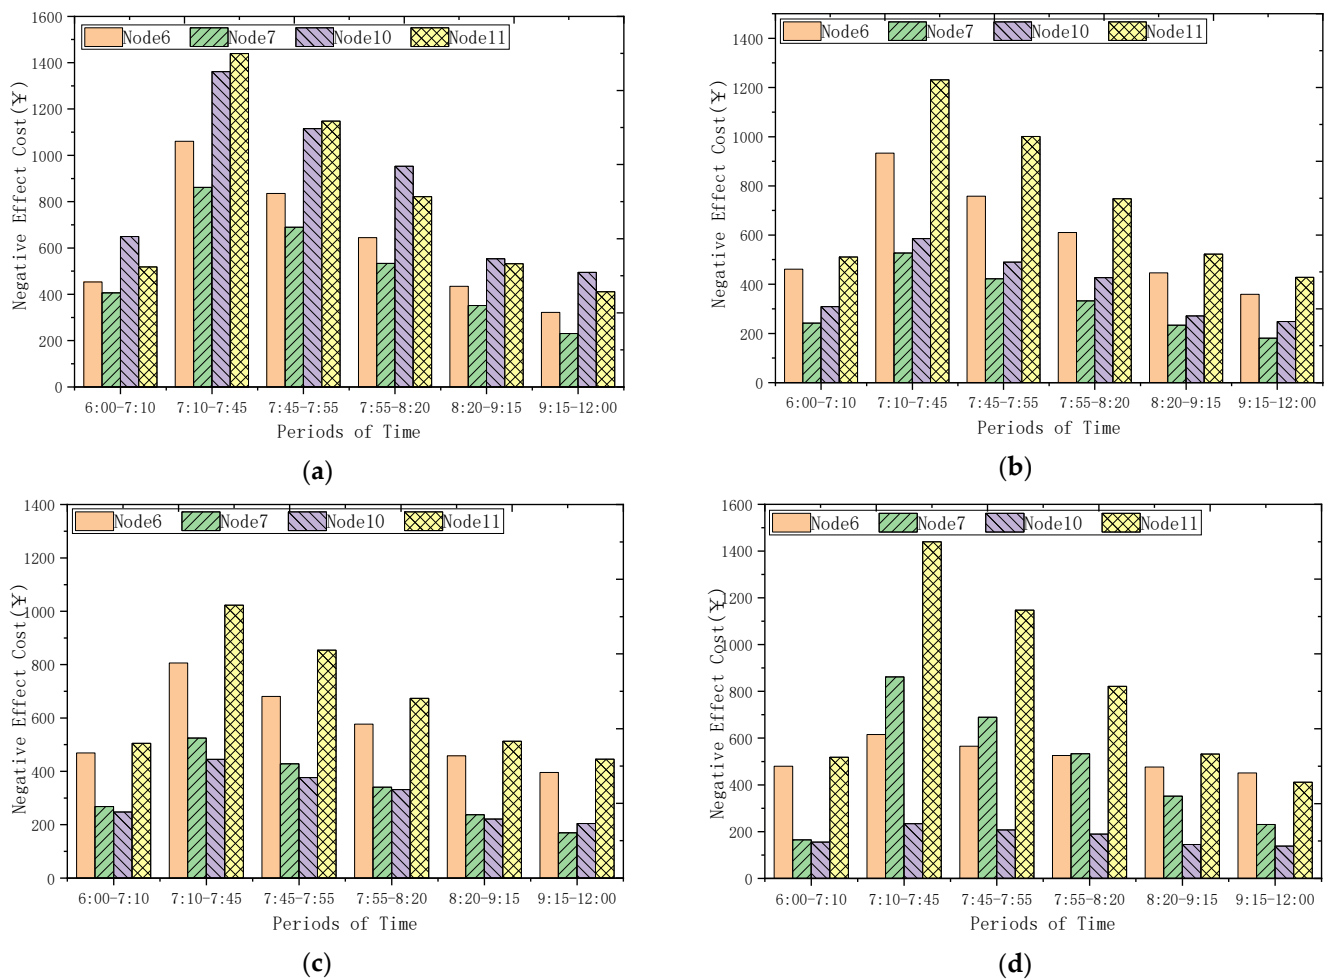 Negative Effect Cost(¥)
1600
1400
1200
1000
800
600
400
200
0
Node6 Node7 Node10 Node11
6:00-7:10 7:10-7:45 7:45-7:55 7:55-8:20 8:20-9:15 9:15-12:00
Periods of Time
(a)
Negative Effect Cost(¥)
1400
1200
1000
800
600
400
200
0
Node6 Node7 Node10 Node11
6:00-7:10 7:10-7:45 7:45-7:55 7:55-8:20 8:20-9:15 9:15-12:00
Periods of Time
(b)
Negative Effect Cost(¥)
1400
1200
1000
800
600
400
200
0
Node6 Node7 Node10 Node11
6:00-7:10 7:10-7:45 7:45-7:55 7:55-8:20 8:20-9:15 9:15-12:00
Periods of Time
(c)
Negative Effect Cost(¥)
1600
1400
1200
1000
800
600
400
200
0
Node6 Node7 Node10 Node11
6:00-7:10 7:10-7:45 7:45-7:55 7:55-8:20 8:20-9:15 9:15-12:00
Periods of Time
(d)